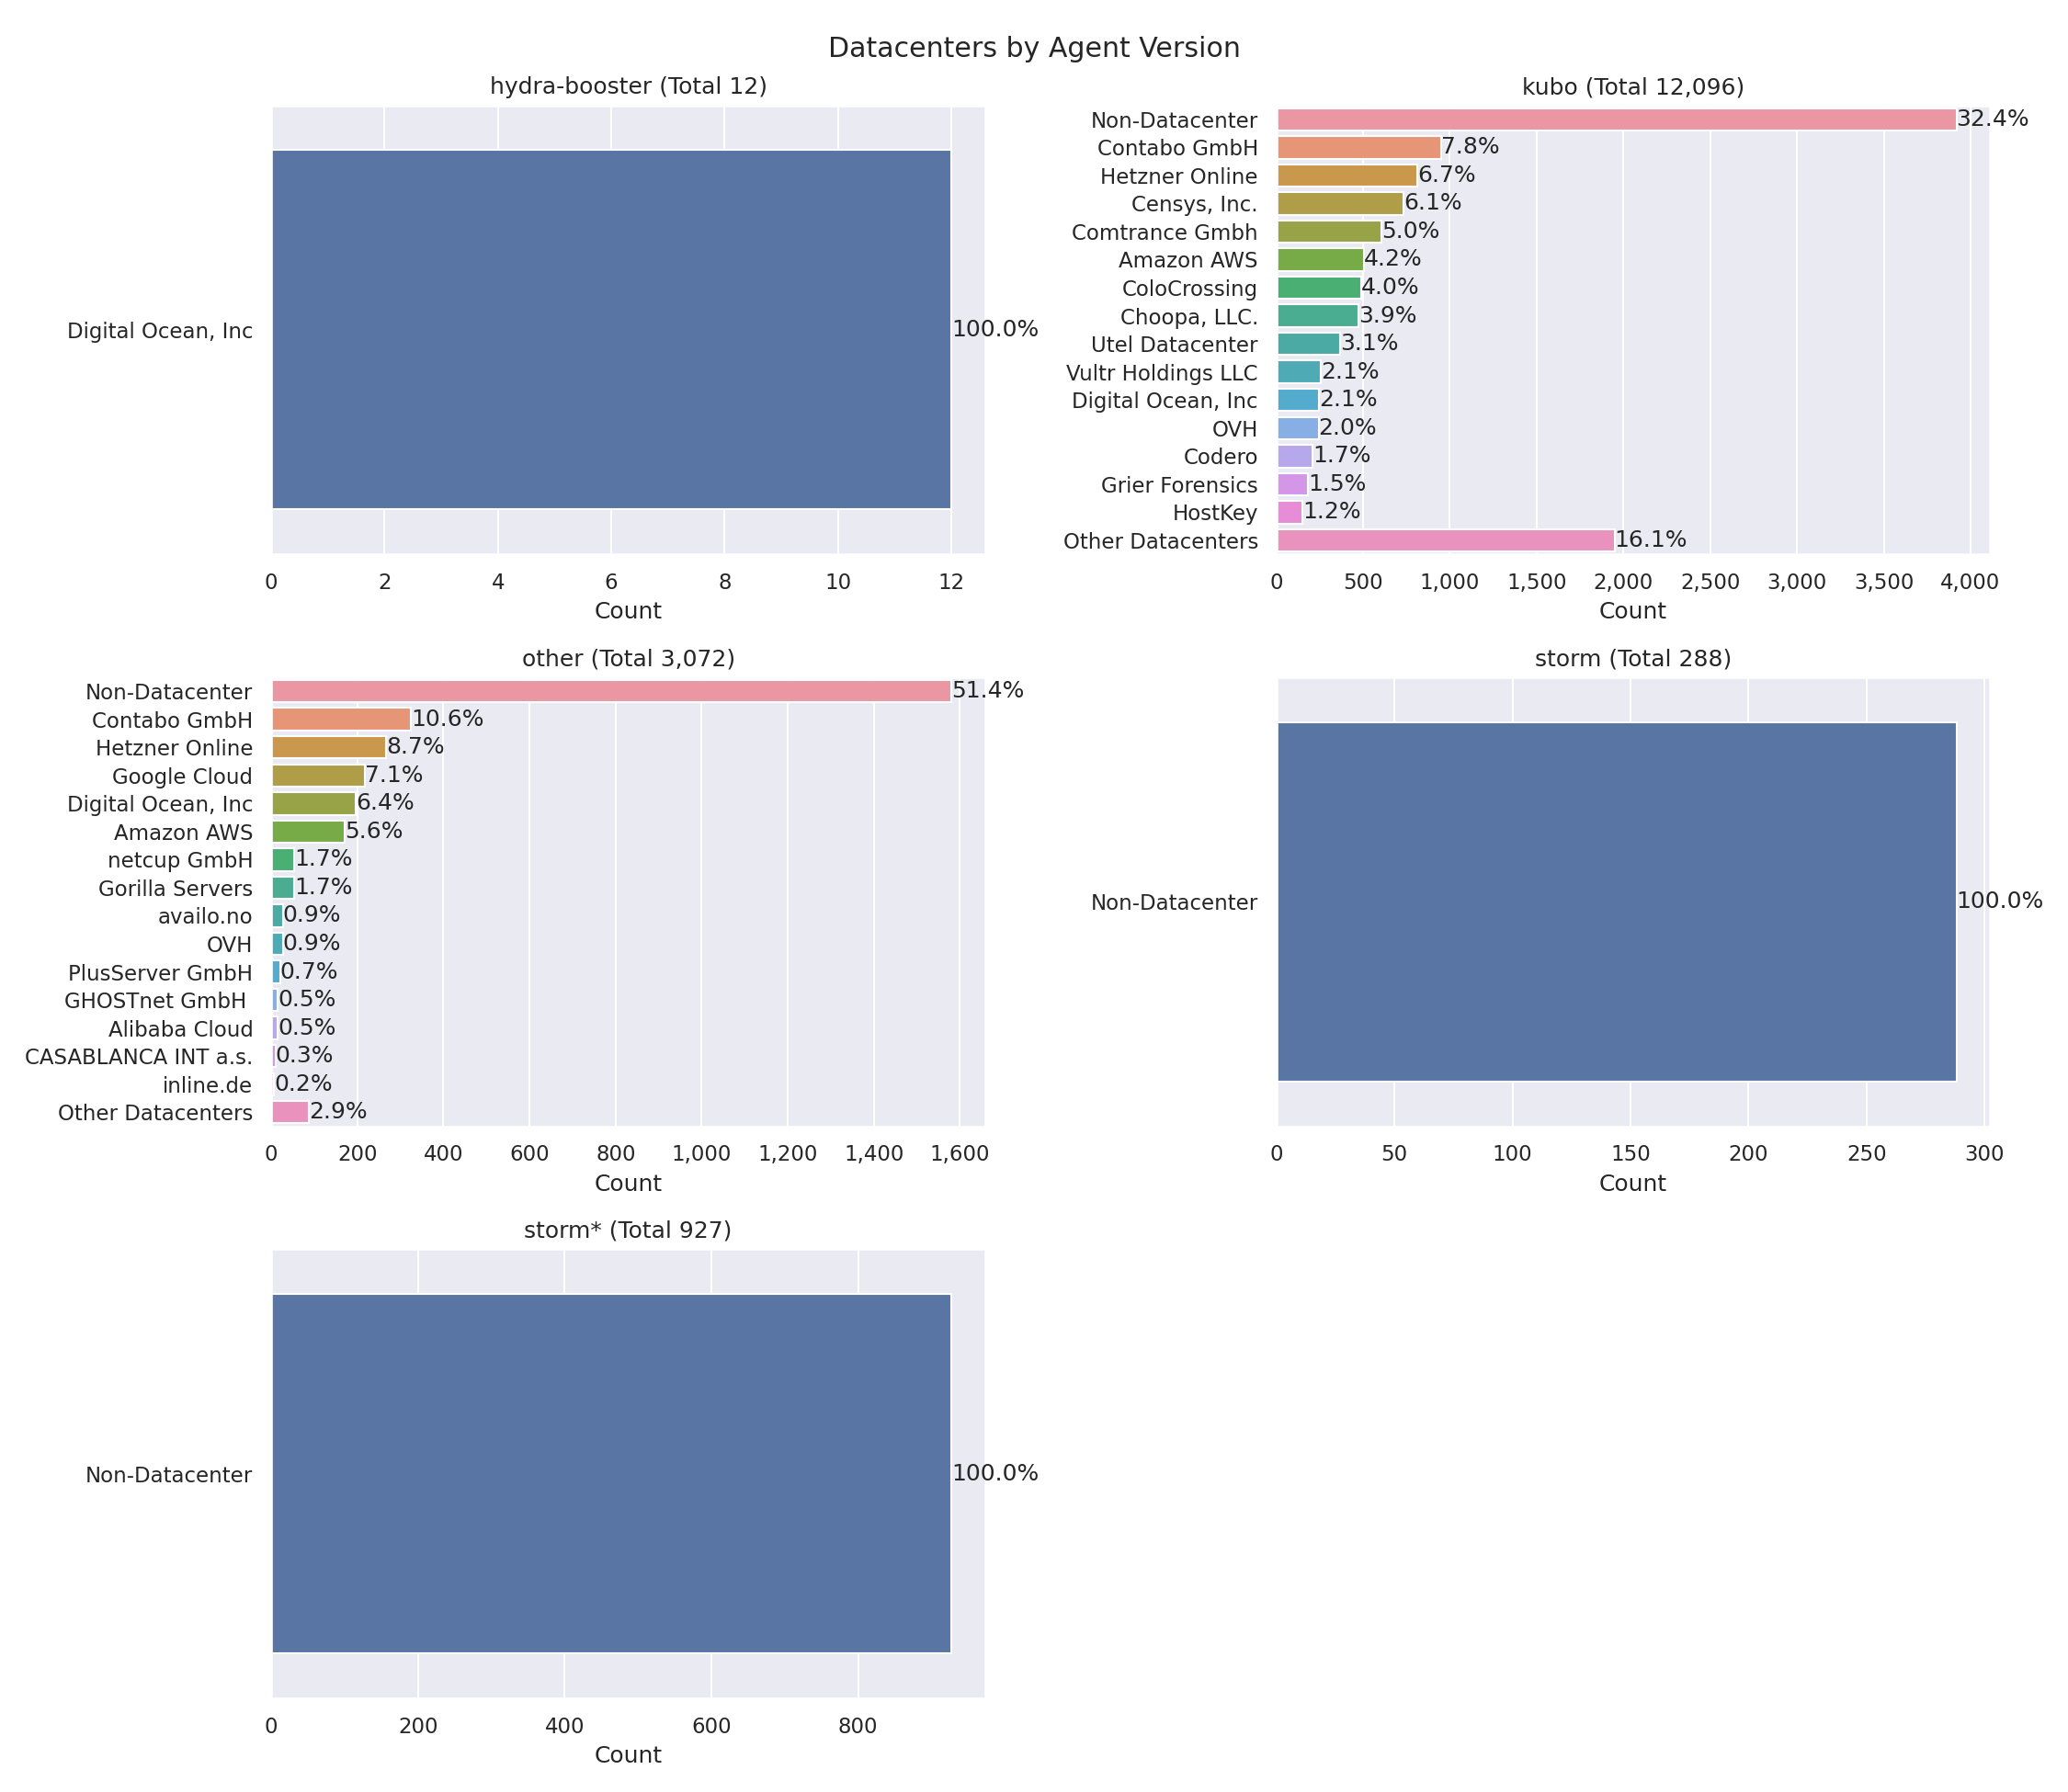 Datacenters by Agent Version
hydra-booster (Total 12)
Digital Ocean, Inc
100.0%
0 2 4 6 8 10 12
Count
kubo (Total 12,096)
Non-Datacenter 32.4%
Contabo GmbH 7.8%
Hetzner Online 6.7%
Censys, Inc. 6.1%
Comtrance Gmbh 5.0%
Amazon AWS 4.2%
ColoCrossing 4.0%
Choopa, LLC. 3.9%
Utel Datacenter 3.1%
Vultr Holdings LLC 2.1%
Digital Ocean, Inc 2.1%
OVH 2.0%
Codero 1.7%
Grier Forensics 1.5%
HostKey 1.2%
Other Datacenters 16.1%
0 500 1,000 1,500 2,000 2,500 3,000 3,500 4,000
Count
other (Total 3,072)
Non-Datacenter 51.4%
Contabo GmbH 10.6%
Hetzner Online 8.7%
Google Cloud 7.1%
Digital Ocean, Inc 6.4%
Amazon AWS 5.6%
netcup GmbH 1.7%
Gorilla Servers 1.7%
availo.no 0.9%
OVH 0.9%
PlusServer GmbH 0.7%
GHOSTnet GmbH 0.5%
Alibaba Cloud 0.5%
CASABLANCA INT a.s. 0.3%
inline.de 0.2%
Other Datacenters 2.9%
0 200 400 600 800 1,000 1,200 1,400 1,600
Count
storm (Total 288)
Non-Datacenter 100.0%
0 50 100 150 200 250 300
Count
storm* (Total 927)
Non-Datacenter 100.0%
0 200 400 600 800
Count